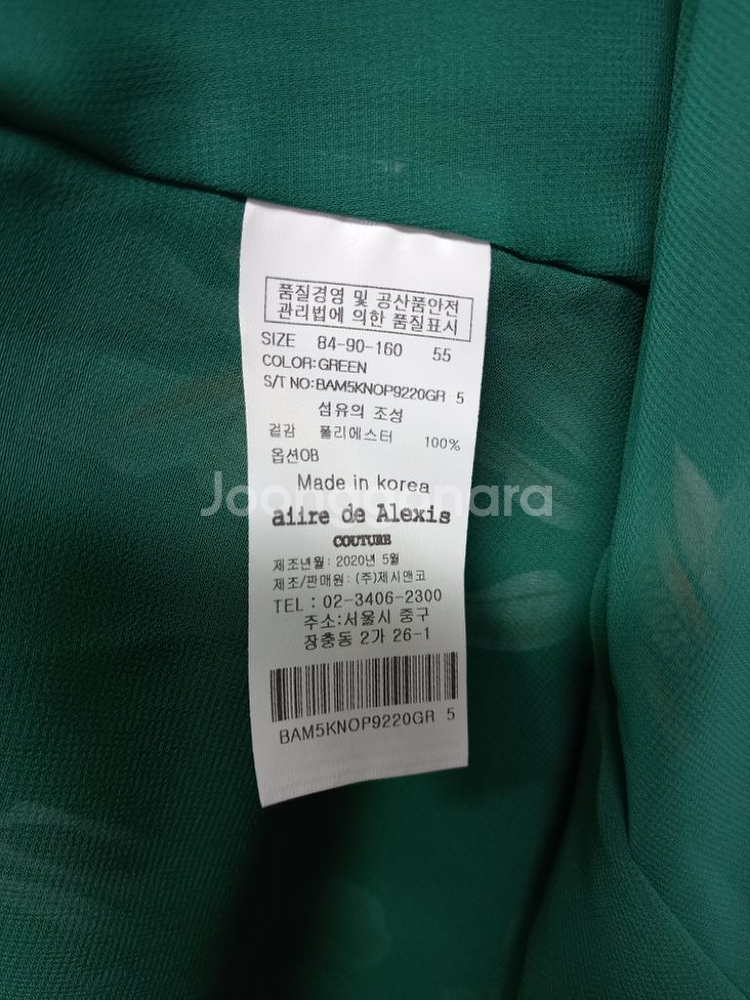 품질경영 및 공산품안전
관리법에 의한 품질표시
SIZE 84-90-160 55
COLOR:GREEN
S/T NO:BAM5KNOP9220GR 5
섬유의 조성
겉감 폴리에스터 100%
옵션OB
Made in korea
Joonggonara
aiire de Alexis
COUTURE
제조년월: 2020년 5월
제조/판매원: (주)제시앤코
TEL : 02-3406-2300
주소:서울시 중구
장충동 2가 26-1
BAM5KNOP9220GR 5